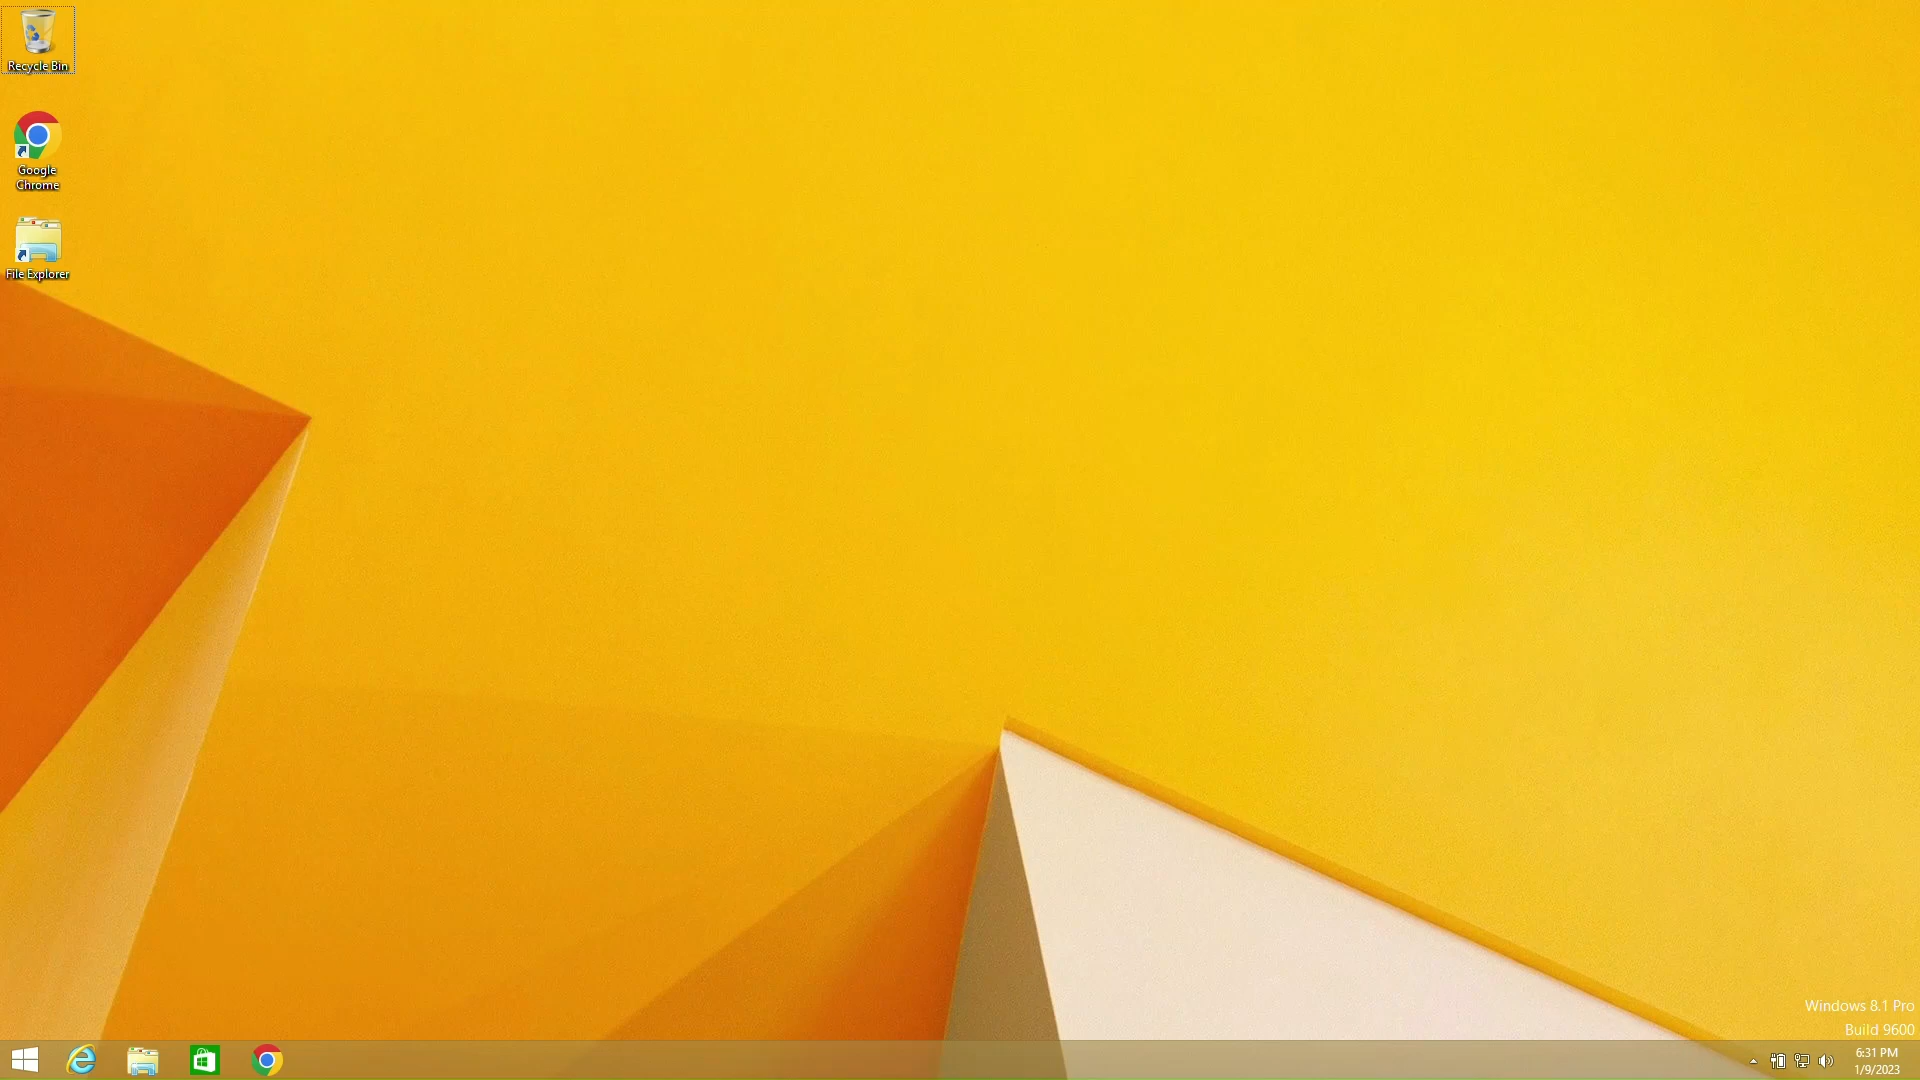 Recycle Bin
Google
Chrome
File Explorer
Windows 8.1 Pro
Build 9600
6:31 PM
1/9/2023